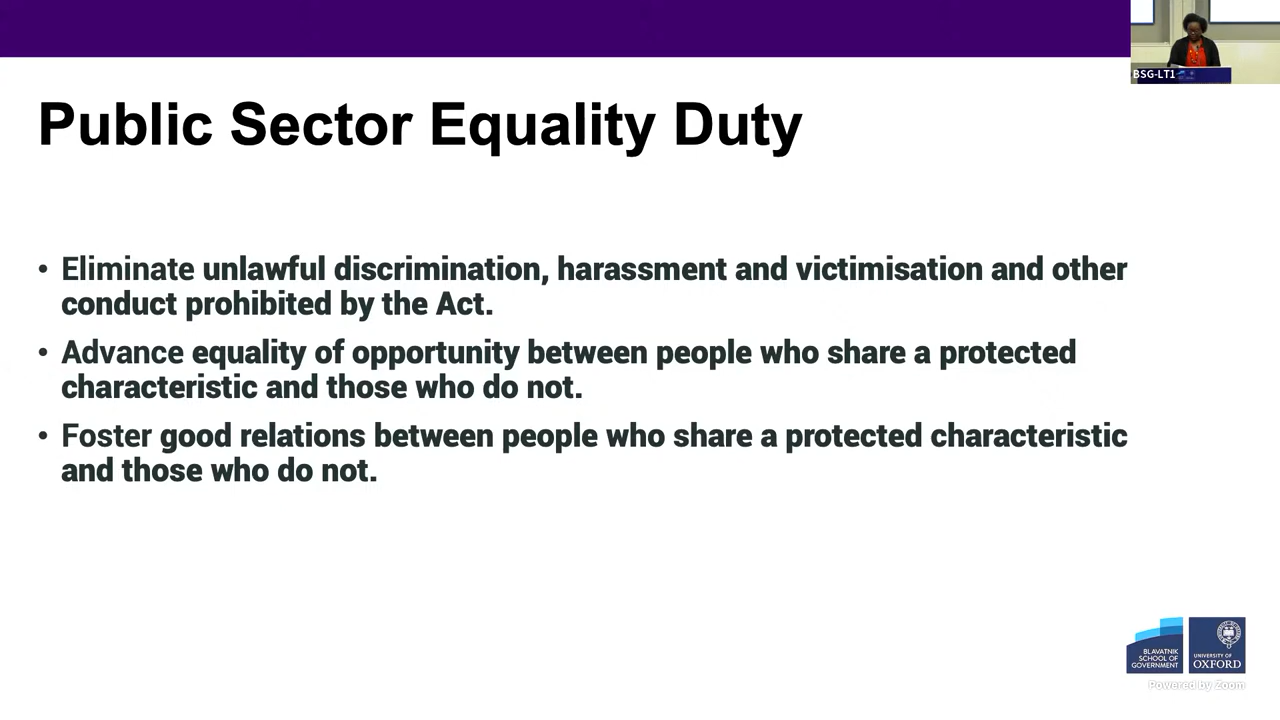 BSG-LT1
Public Sector Equality Duty
• Eliminate unlawful discrimination, harassment and victimisation and other
conduct prohibited by the Act.
• Advance equality of opportunity between people who share a protected
characteristic and those who do not.
• Foster good relations between people who share a protected characteristic
and those who do not.
BLAVATNIK
SCHOOL OF
GOVERNMENT
UNIVERSITY OF
OXFORD
Powered by Zoom